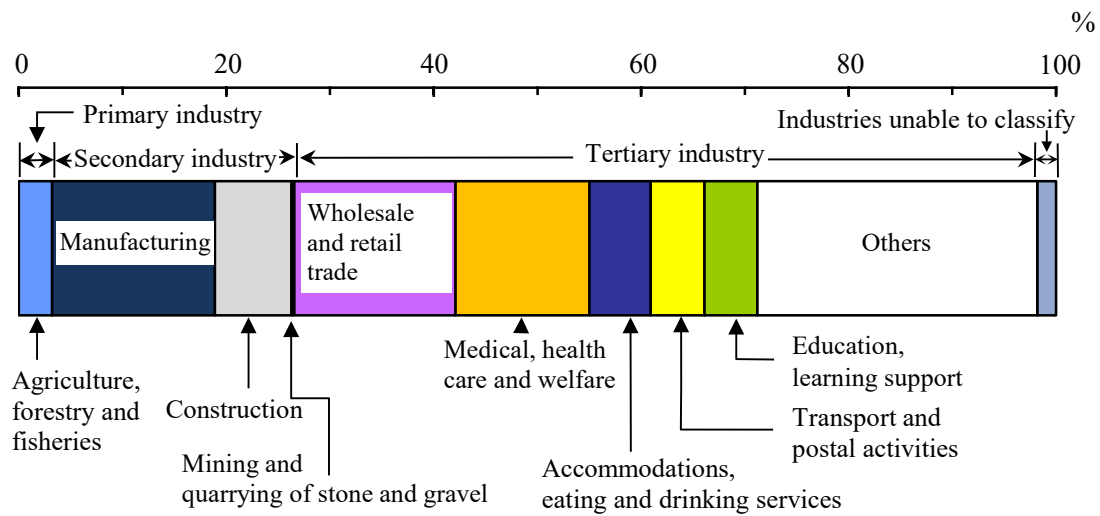 %
0 20 40 60 80 100
Primary industry
Industries unable to classify
Secondary industry
Tertiary industry
Manufacturing
Wholesale
and retail
trade
Others
Agriculture,
forestry and
fisheries
Construction
Mining and
quarrying of stone and gravel
Medical, health
care and welfare
Accommodations,
eating and drinking services
Education,
learning support
Transport and
postal activities